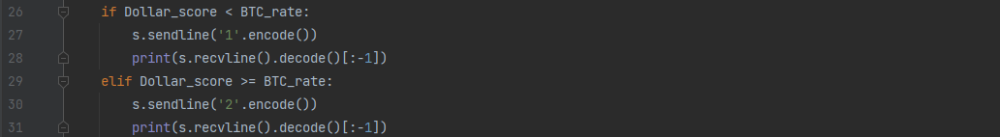 26 if Dollar_score < BTC_rate:
27 s.sendline('1'.encode())
28 print(s.recvline().decode()[:-1])
29 elif Dollar_score >= BTC_rate:
30 s.sendline('2'.encode())
31 print(s.recvline().decode()[:-1])